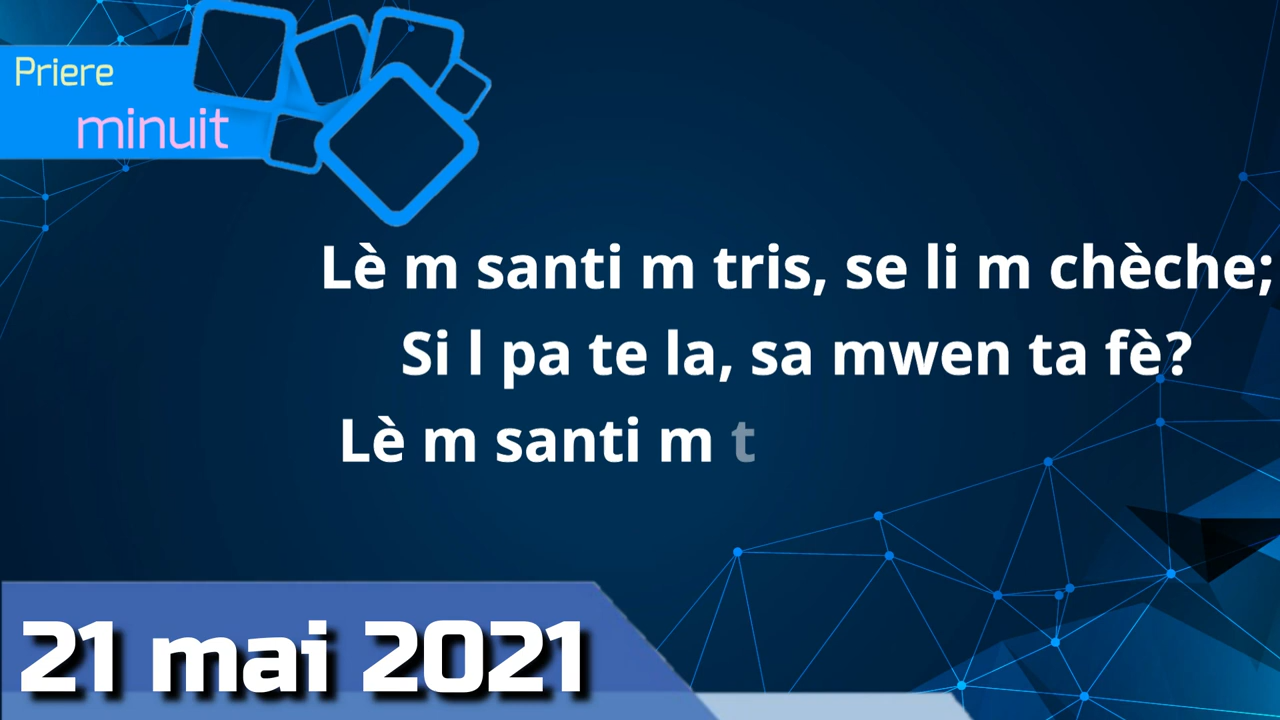 Priere
minuit
Lè m santi m tris, se li m chèche;
Si l pa te la, sa mwen ta fè?
Lè m santi m t
21 mai 2021